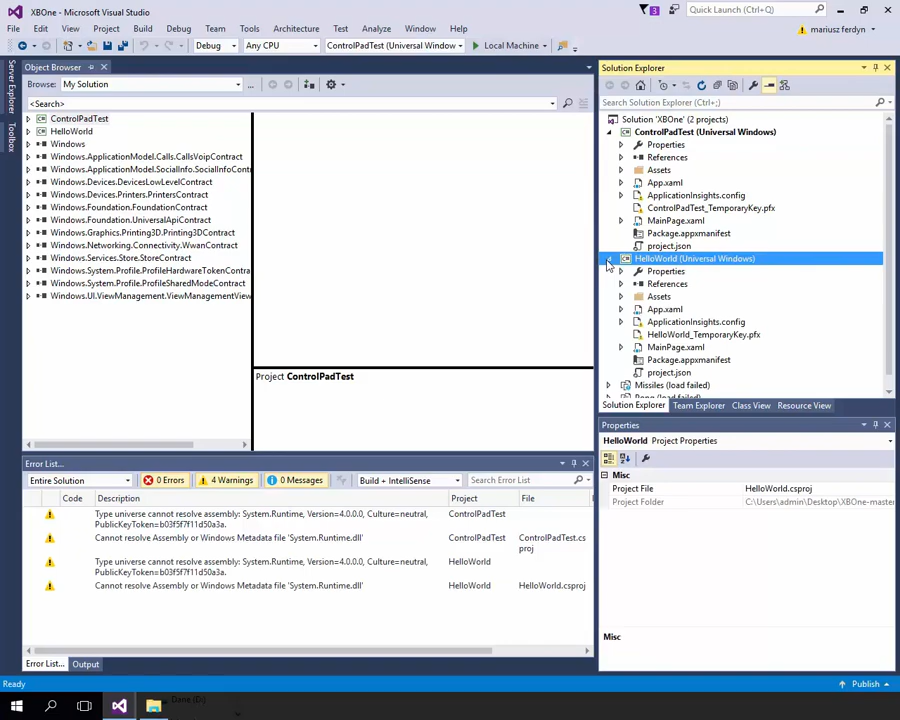 XBOne - Microsoft Visual Studio
3
Quick Launch (Ctrl+Q)
File Edit View Project Build Debug Team Tools Architecture Test Analyze Window Help
mariusz ferdyn
Debug Any CPU ControlPadTest (Universal Window Local Machine
Server Explorer
Toolbox
Object Browser
Browse: My Solution ...
<Search>
ControlPadTest
HelloWorld
Windows
Windows.ApplicationModel.Calls.CallsVoipContract
Windows.ApplicationModel.SocialInfo.SocialInfoCont
Windows.Devices.DevicesLowLevelContract
Windows.Devices.Printers.PrintersContract
Windows.Foundation.FoundationContract
Windows.Foundation.UniversalApiContract
Windows.Graphics.Printing3D.Printing3DContract
Windows.Networking.Connectivity.WwanContract
Windows.Services.Store.StoreContract
Windows.System.Profile.ProfileHardwareTokenContra
Windows.System.Profile.ProfileSharedModeContract
Windows.UI.ViewManagement.ViewManagementView
Project ControlPadTest
Solution Explorer
Search Solution Explorer (Ctrl+;)
Solution 'XBOne' (2 projects)
ControlPadTest (Universal Windows)
Properties
References
Assets
App.xaml
ApplicationInsights.config
ControlPadTest_TemporaryKey.pfx
MainPage.xaml
Package.appxmanifest
project.json
HelloWorld (Universal Windows)
Properties
References
Assets
App.xaml
ApplicationInsights.config
HelloWorld_TemporaryKey.pfx
MainPage.xaml
Package.appxmanifest
project.json
Missiles (load failed)
Pong (load failed)
Solution Explorer Team Explorer Class View Resource View
Properties
HelloWorld Project Properties
Misc
Project File HelloWorld.csproj
Project Folder C:\Users\admin\Desktop\XBOne-master
Misc
Error List...
Entire Solution 0 Errors 4 Warnings 0 Messages Build + IntelliSense Search Error List
Code Description Project File
Type universe cannot resolve assembly: System.Runtime, Version=4.0.0.0, Culture=neutral, PublicKeyToken=b03f5f7f11d50a3a. ControlPadTest
Cannot resolve Assembly or Windows Metadata file 'System.Runtime.dll' ControlPadTest ControlPadTest.csproj
Type universe cannot resolve assembly: System.Runtime, Version=4.0.0.0, Culture=neutral, PublicKeyToken=b03f5f7f11d50a3a. HelloWorld
Cannot resolve Assembly or Windows Metadata file 'System.Runtime.dll' HelloWorld HelloWorld.csproj
Error List... Output
Ready
Publish
Dane (D:)